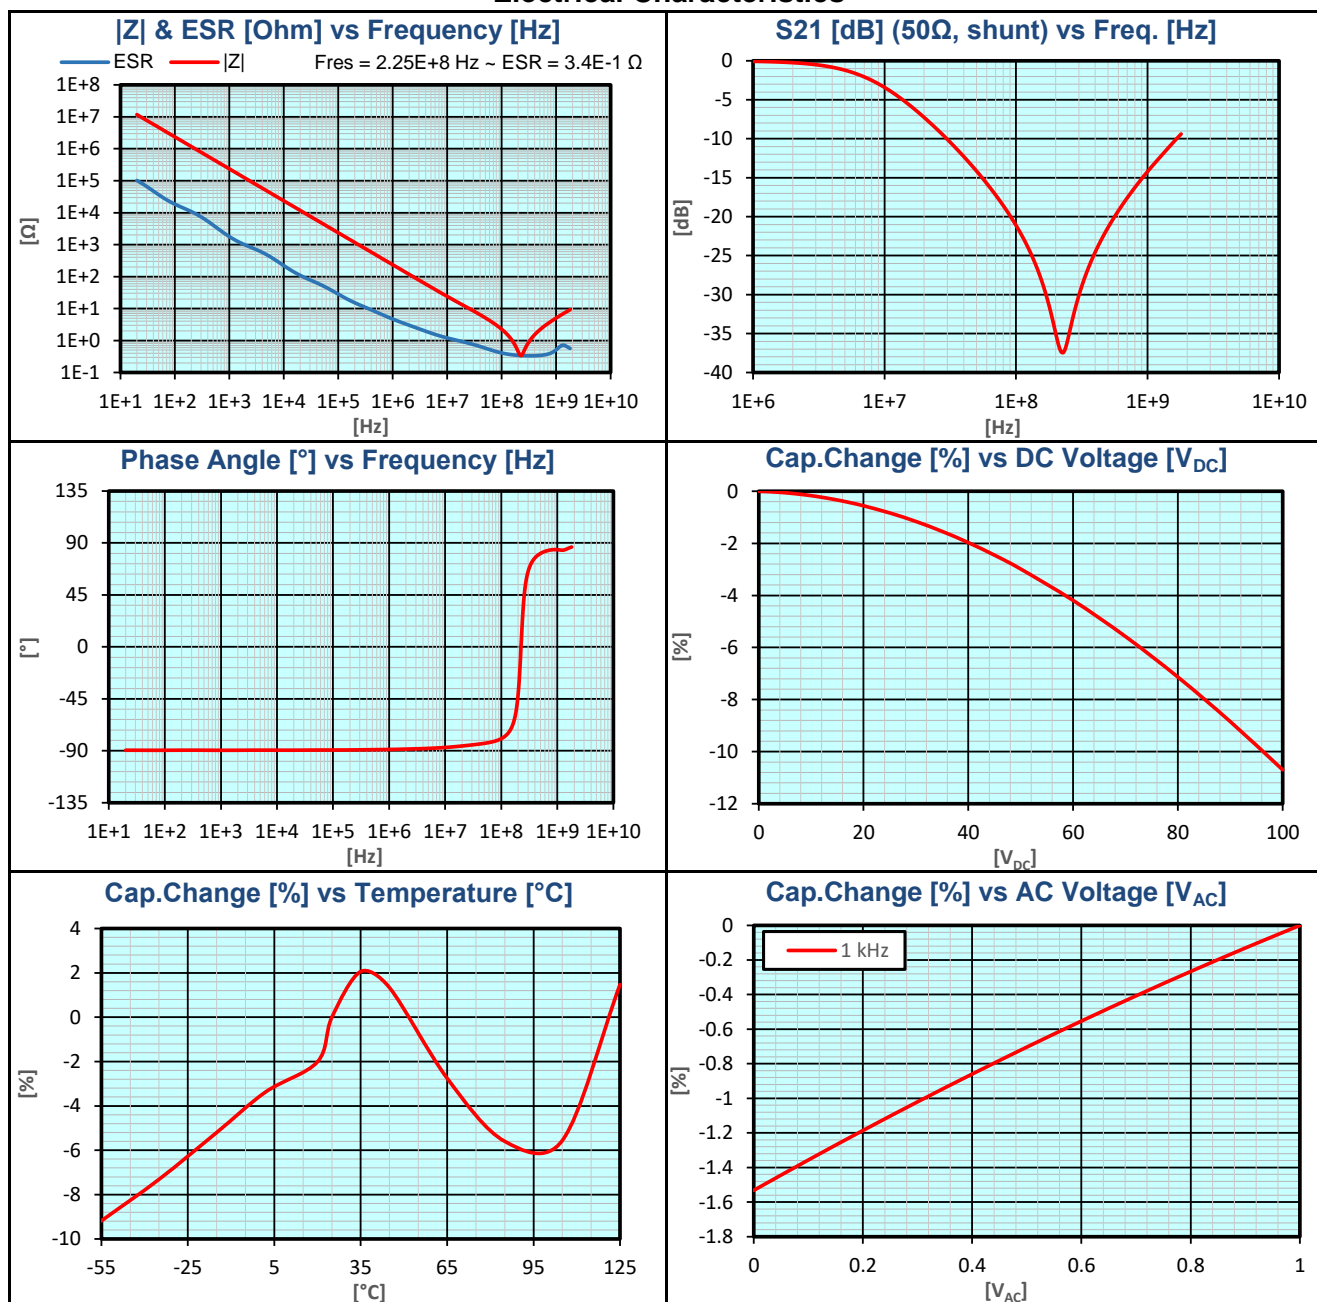 |Z| & ESR [Ohm] vs Frequency [Hz]
ESR |Z| Fres = 2.25E+8 Hz ~ ESR = 3.4E-1 Ω
1E+8
1E+7
1E+6
1E+5
1E+4
1E+3
1E+2
1E+1
1E+0
1E-1
[Ω]
1E+1 1E+2 1E+3 1E+4 1E+5 1E+6 1E+7 1E+8 1E+9 1E+10
[Hz]
S21 [dB] (50Ω, shunt) vs Freq. [Hz]
0
-5
-10
-15
-20
-25
-30
-35
-40
[dB]
1E+6 1E+7 1E+8 1E+9 1E+10
[Hz]
Phase Angle [°] vs Frequency [Hz]
135
90
45
0
-45
-90
-135
[°]
1E+1 1E+2 1E+3 1E+4 1E+5 1E+6 1E+7 1E+8 1E+9 1E+10
[Hz]
Cap.Change [%] vs DC Voltage [VDC]
0
-2
-4
-6
-8
-10
-12
[%]
0 20 40 60 80 100
[VDC]
Cap.Change [%] vs Temperature [°C]
4
2
0
-2
-4
-6
-8
-10
[%]
-55 -25 5 35 65 95 125
[°C]
Cap.Change [%] vs AC Voltage [VAC]
1 kHz
0
-0.2
-0.4
-0.6
-0.8
-1
-1.2
-1.4
-1.6
-1.8
[%]
0 0.2 0.4 0.6 0.8 1
[VAC]